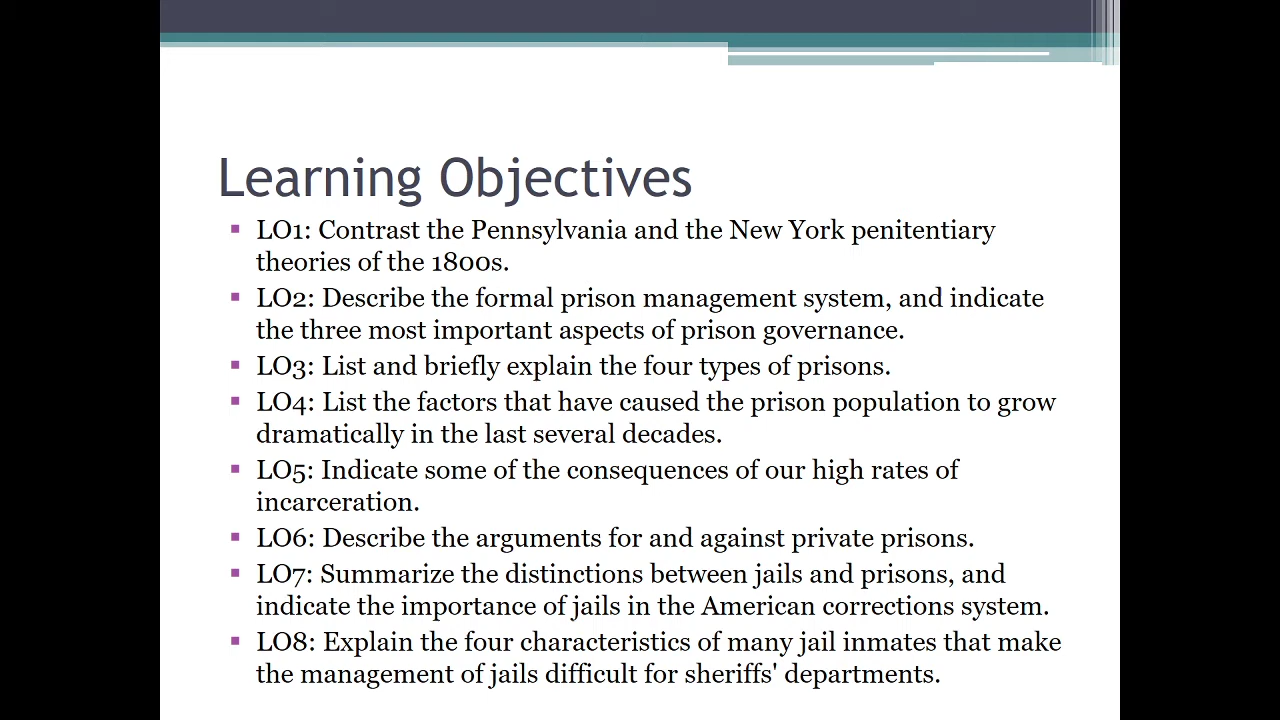 Learning Objectives
LO1: Contrast the Pennsylvania and the New York penitentiary
theories of the 1800s.
LO2: Describe the formal prison management system, and indicate
the three most important aspects of prison governance.
LO3: List and briefly explain the four types of prisons.
LO4: List the factors that have caused the prison population to grow
dramatically in the last several decades.
LO5: Indicate some of the consequences of our high rates of
incarceration.
LO6: Describe the arguments for and against private prisons.
LO7: Summarize the distinctions between jails and prisons, and
indicate the importance of jails in the American corrections system.
LO8: Explain the four characteristics of many jail inmates that make
the management of jails difficult for sheriffs' departments.